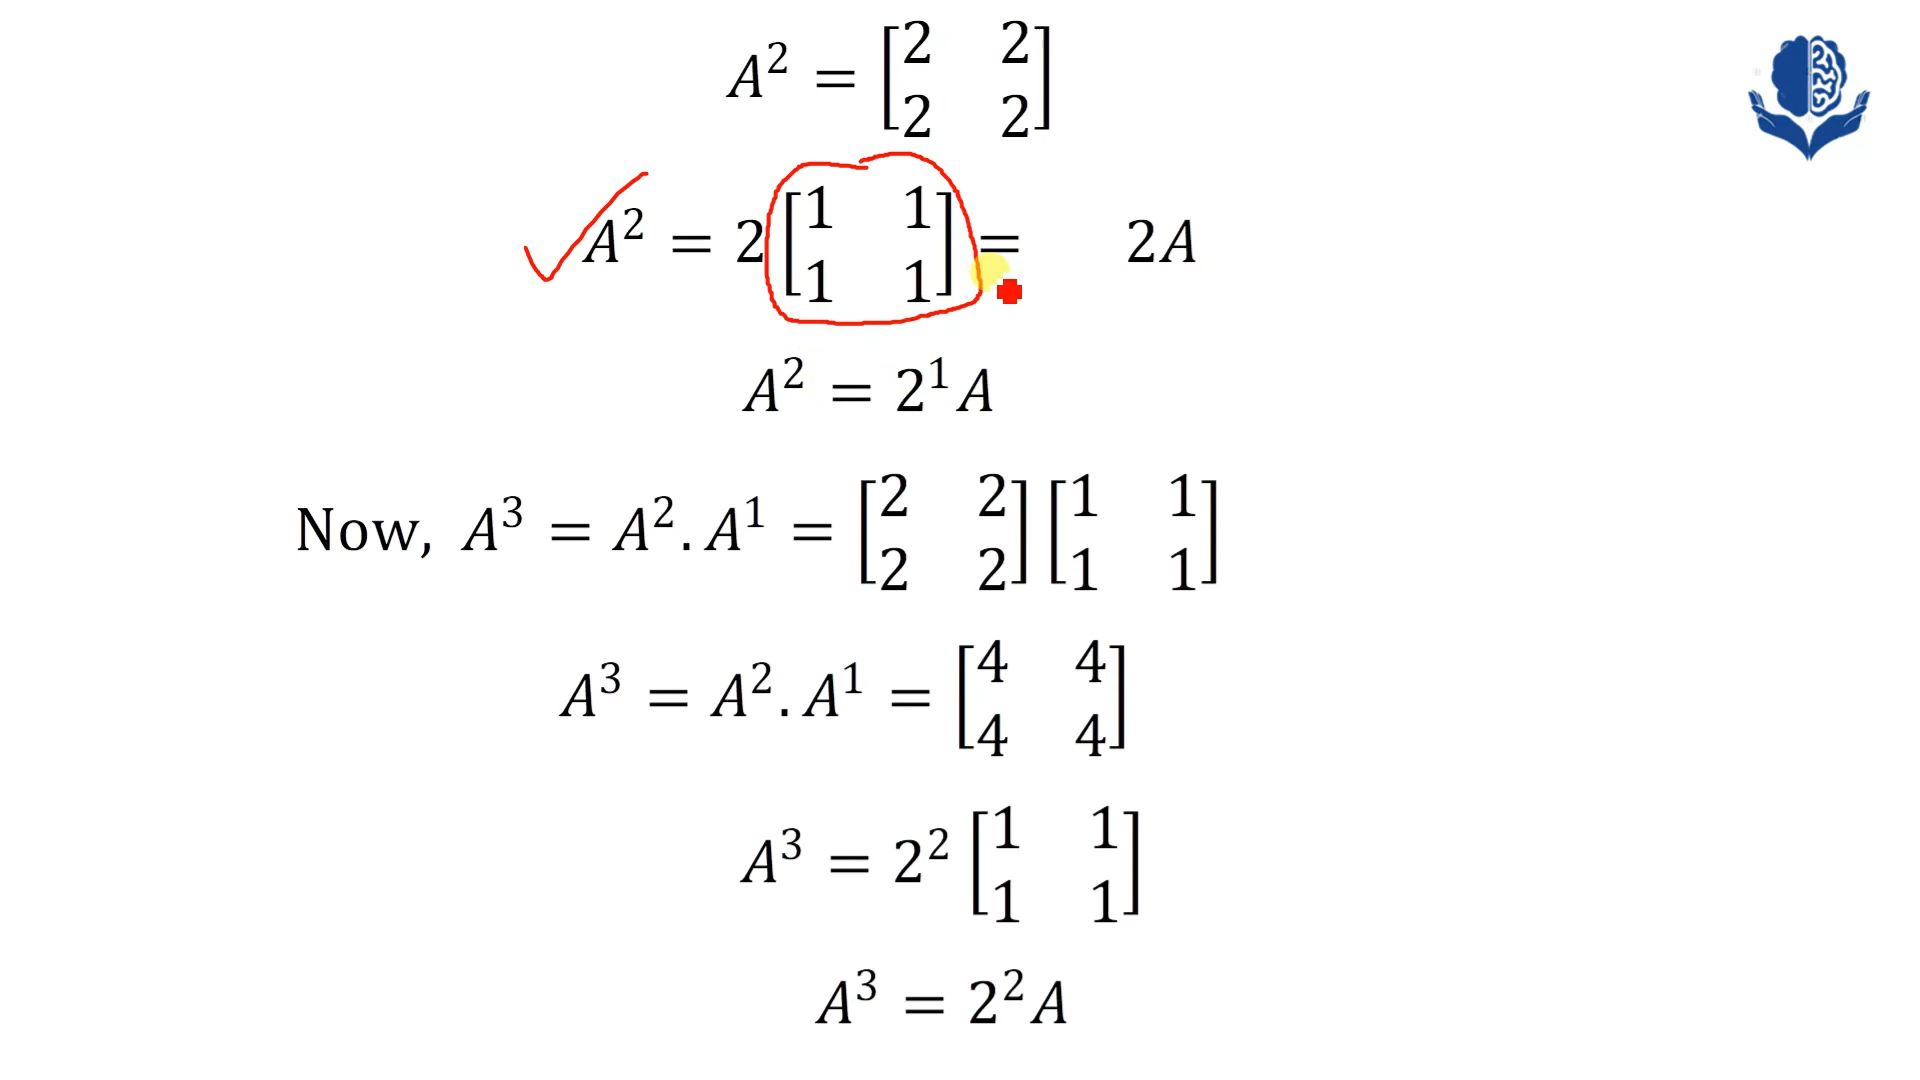 A² = [2 2; 2 2]
A² = 2 [1 1; 1 1] = 2A
A² = 2¹A
Now, A³ = A². A¹ = [2 2; 2 2] [1 1; 1 1]
A³ = A². A¹ = [4 4; 4 4]
A³ = 2² [1 1; 1 1]
A³ = 2²A